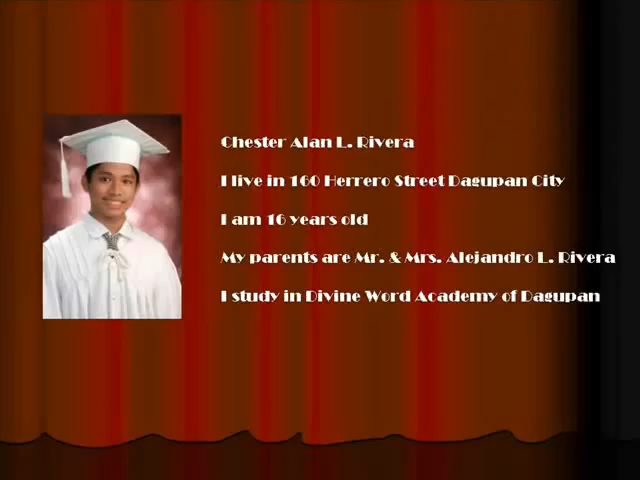 Chester Alan L. Rivera
I live in 160 Herrero Street Dagupan City
I am 16 years old
My parents are Mr. & Mrs. Alejandro L. Rivera
I study in Divine Word Academy of Dagupan